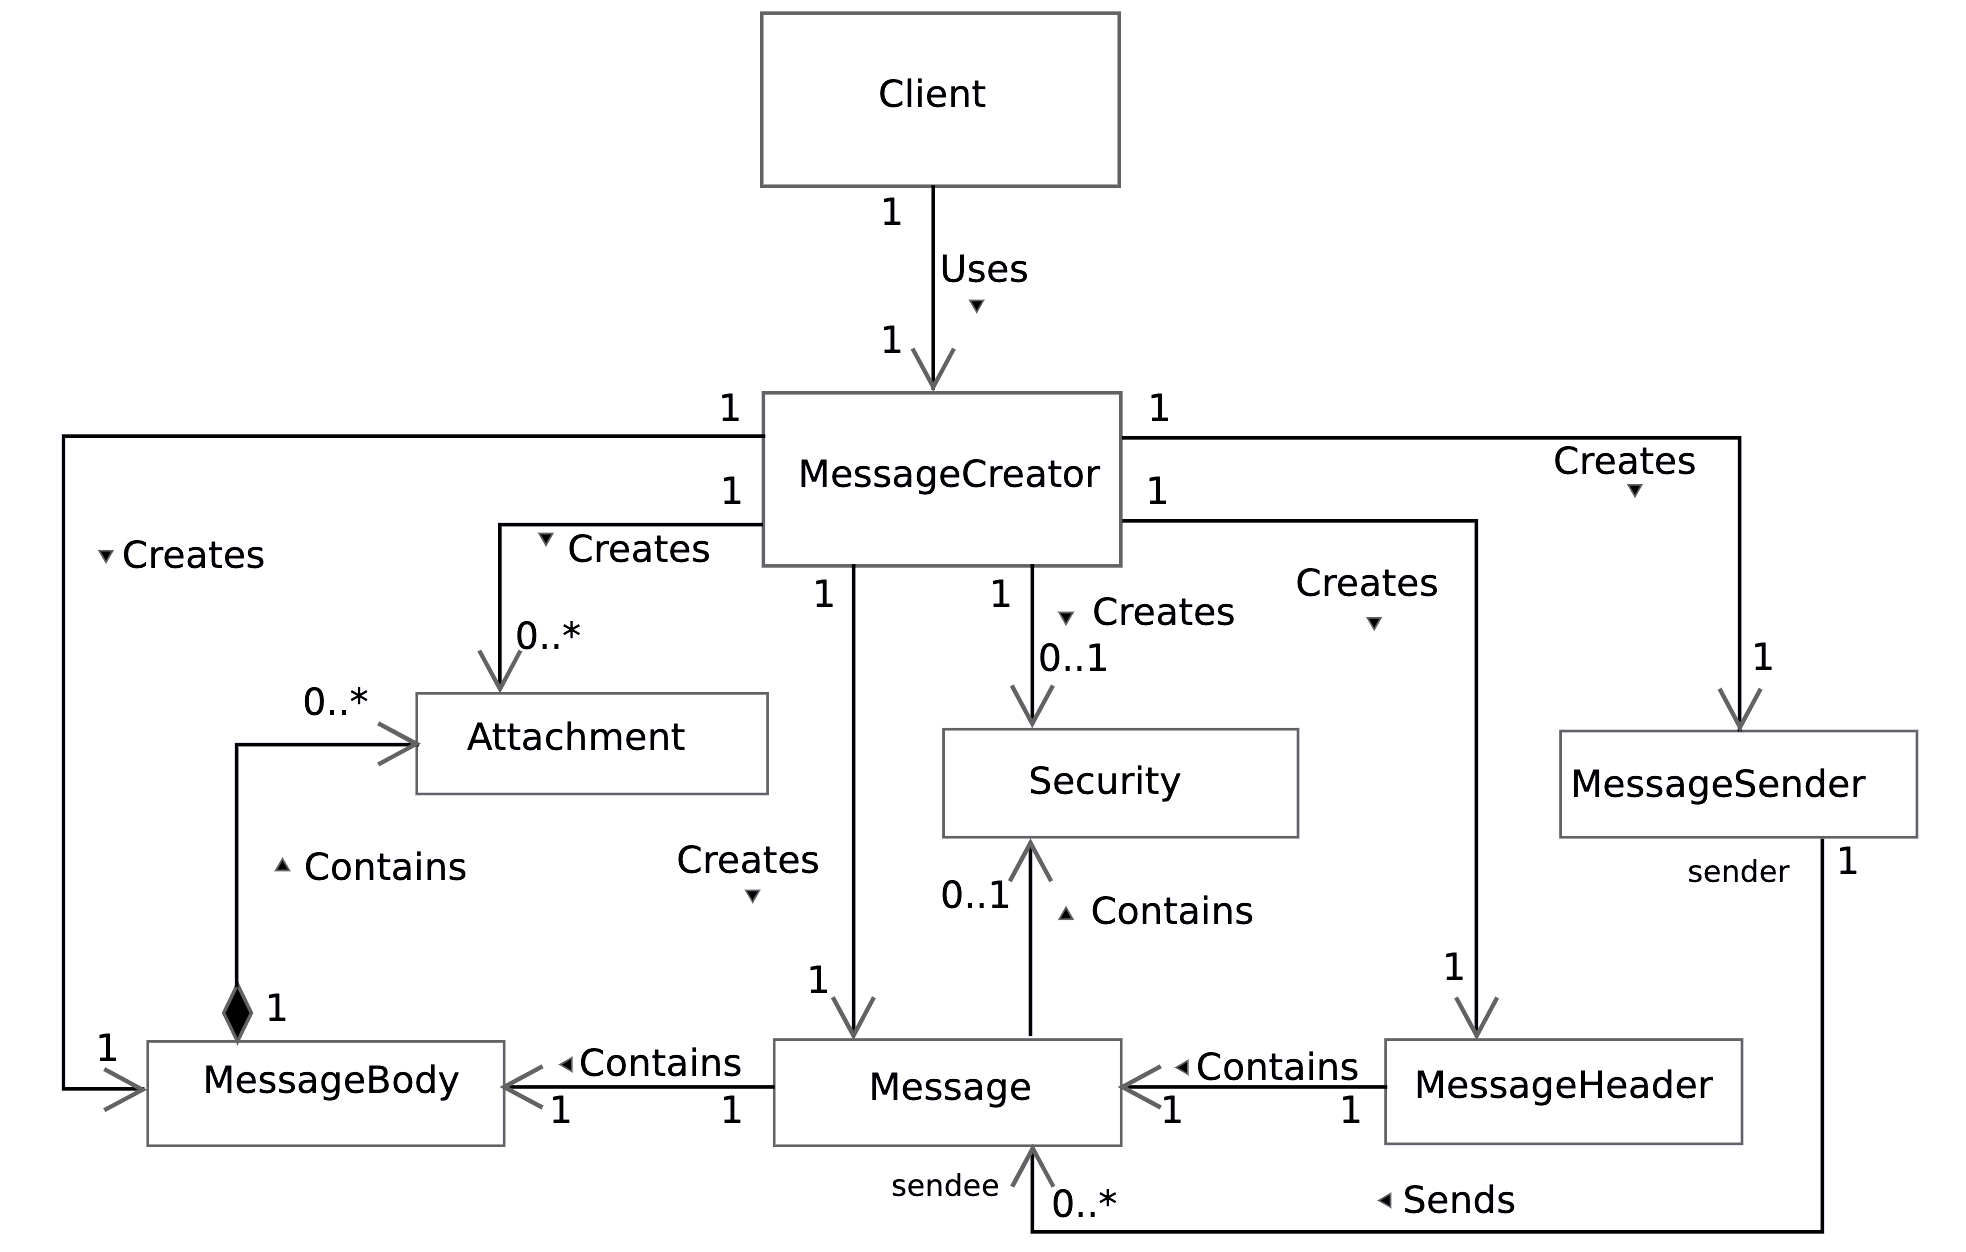 Client
1
Uses
▼
1
1
1
MessageCreator
Creates
▼
1
1
▼ Creates
▼ Creates
1
1
▼ Creates
Creates
▼
0..*
0..1
1
0..*
Attachment
Security
MessageSender
▲ Contains
Creates
▼
0..1
▲ Contains
sender
1
1
1
1
1
MessageBody
◄ Contains
1
1
Message
◄ Contains
1
1
MessageHeader
sendee
0..*
◄ Sends